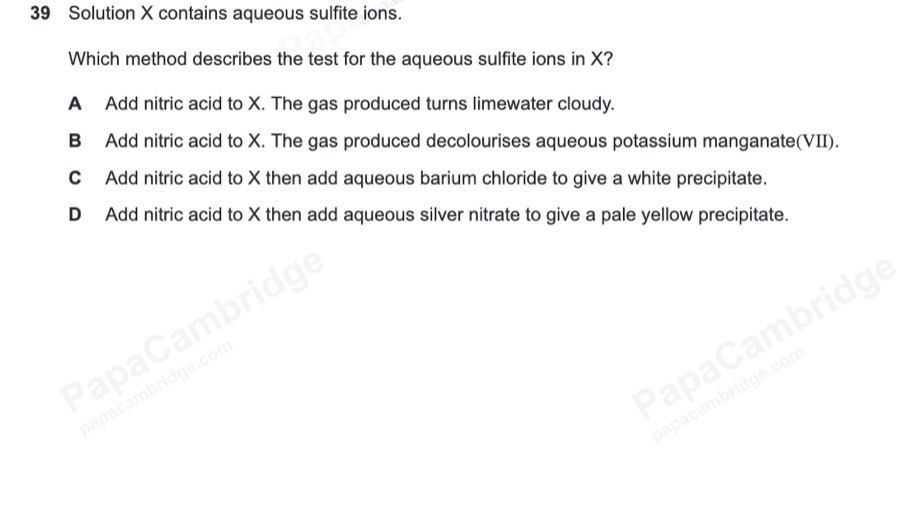 39 Solution X contains aqueous sulfite ions.
Which method describes the test for the aqueous sulfite ions in X?
A Add nitric acid to X. The gas produced turns limewater cloudy.
B Add nitric acid to X. The gas produced decolourises aqueous potassium manganate(VII).
C Add nitric acid to X then add aqueous barium chloride to give a white precipitate.
D Add nitric acid to X then add aqueous silver nitrate to give a pale yellow precipitate.
PapaCambridge
papacambridge.com
PapaCambridge
papacambridge.com